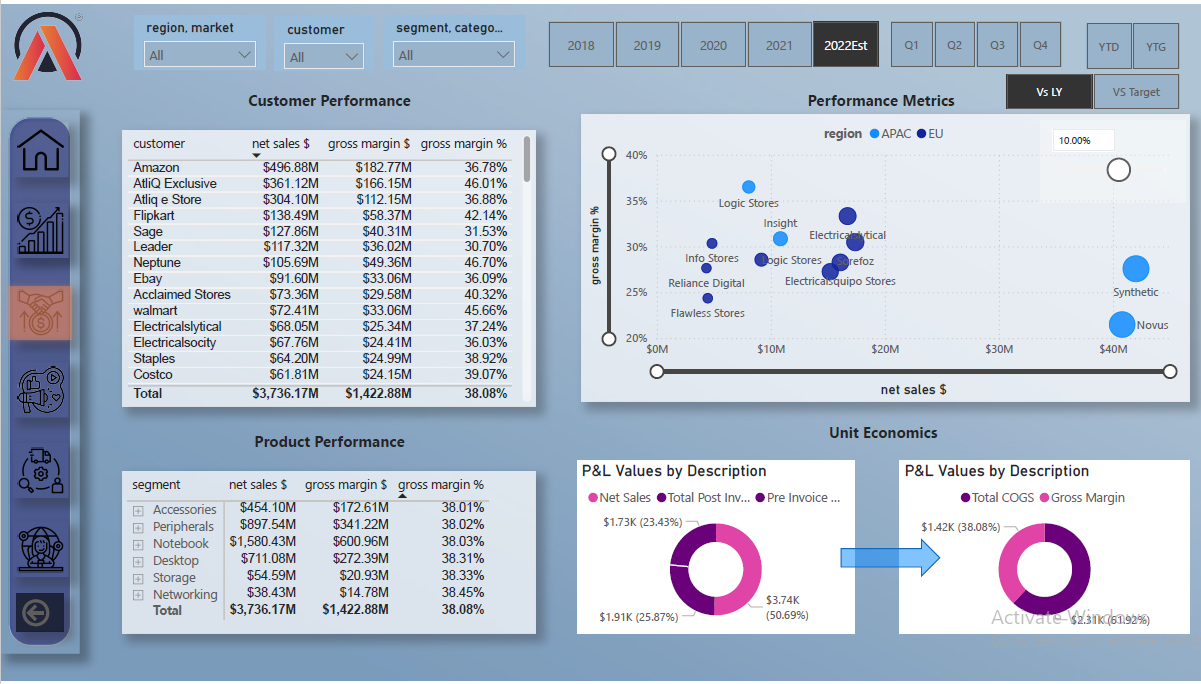 region, market
All
customer
All
segment, catego...
All
2018 2019 2020 2021 2022Est Q1 Q2 Q3 Q4 YTD YTG
Vs LY VS Target
Customer Performance
customer net sales $ gross margin $ gross margin %
Amazon $496.88M $182.77M 36.78%
AtliQ Exclusive $361.12M $166.15M 46.01%
Atliq e Store $304.10M $112.15M 36.88%
Flipkart $138.49M $58.37M 42.14%
Sage $127.86M $40.31M 31.53%
Leader $117.32M $36.02M 30.70%
Neptune $105.69M $49.36M 46.70%
Ebay $91.60M $33.06M 36.09%
Acclaimed Stores $73.36M $29.58M 40.32%
walmart $72.41M $33.06M 45.66%
Electricalslytical $68.05M $25.34M 37.24%
Electricalsocity $67.76M $24.41M 36.03%
Staples $64.20M $24.99M 38.92%
Costco $61.81M $24.15M 39.07%
Total $3,736.17M $1,422.88M 38.08%
Performance Metrics
region APAC EU
10.00%
gross margin %
40%
35%
30%
25%
20%
Logic Stores
Insight
Info Stores
Logic Stores
Reliance Digital
Electricalsquipo Stores
Flawless Stores
Synthetic
Novus
$0M $10M $20M $30M $40M
net sales $
Product Performance
segment net sales $ gross margin $ gross margin %
Accessories $454.10M $172.61M 38.01%
Peripherals $897.54M $341.22M 38.02%
Notebook $1,580.43M $600.96M 38.03%
Desktop $711.08M $272.39M 38.31%
Storage $54.59M $20.93M 38.33%
Networking $38.43M $14.78M 38.45%
Total $3,736.17M $1,422.88M 38.08%
Unit Economics
P&L Values by Description
Net Sales Total Post Inv... Pre Invoice ...
$1.73K (23.43%)
$3.74K
(50.69%)
$1.91K (25.87%)
P&L Values by Description
Total COGS Gross Margin
$1.42K (38.08%)
$2.31K (61.92%)
Activate Windows